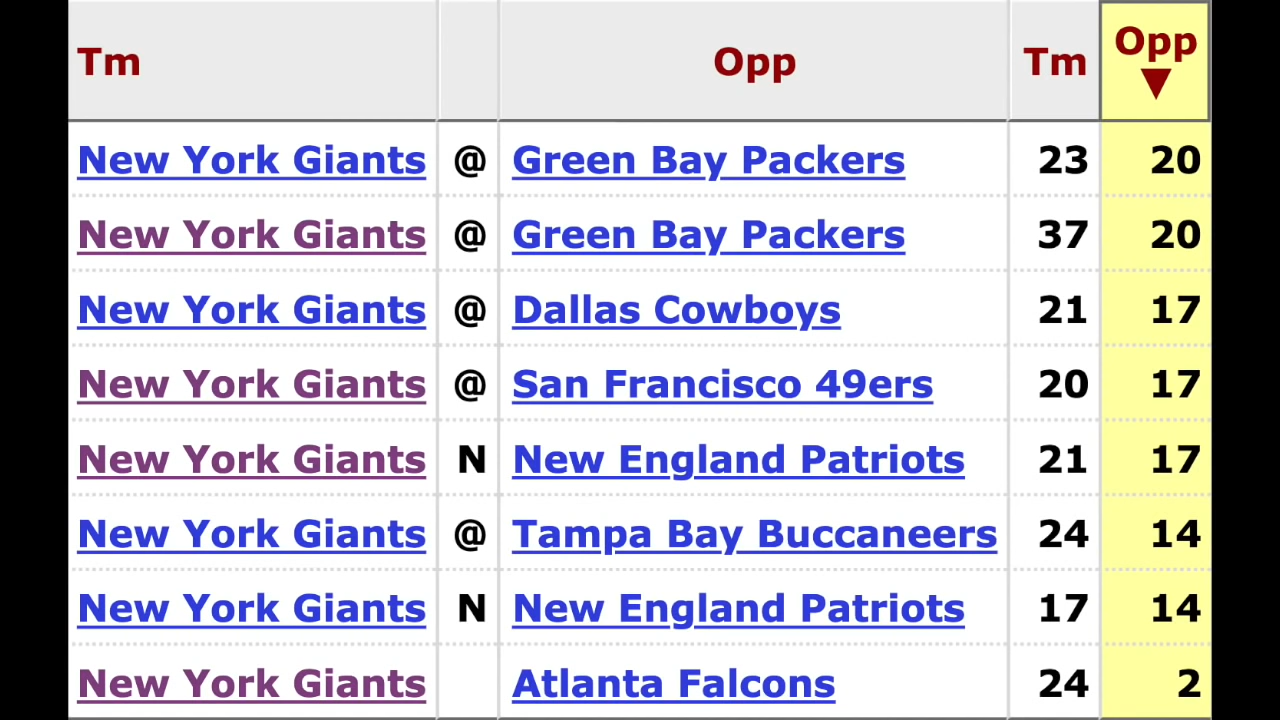 Tm Opp Tm Opp
▼
New York Giants @ Green Bay Packers 23 20
New York Giants @ Green Bay Packers 37 20
New York Giants @ Dallas Cowboys 21 17
New York Giants @ San Francisco 49ers 20 17
New York Giants N New England Patriots 21 17
New York Giants @ Tampa Bay Buccaneers 24 14
New York Giants N New England Patriots 17 14
New York Giants Atlanta Falcons 24 2